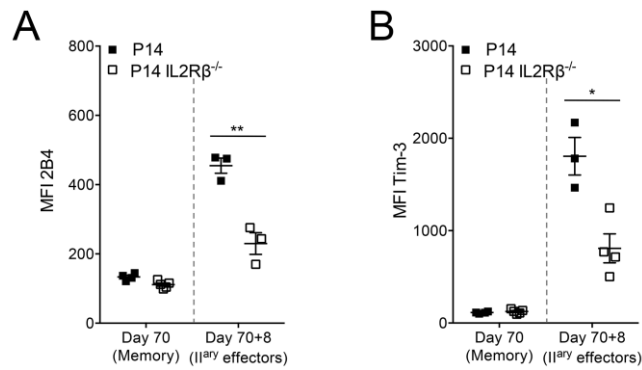 A
P14
P14 IL2Rβ-/-
800
600
400
200
0
MFI 2B4
**
Day 70
(Memory)
Day 70+8
(IIary effectors)
B
P14
P14 IL2Rβ-/-
3000
2000
1000
0
MFI Tim-3
*
Day 70
(Memory)
Day 70+8
(IIary effectors)